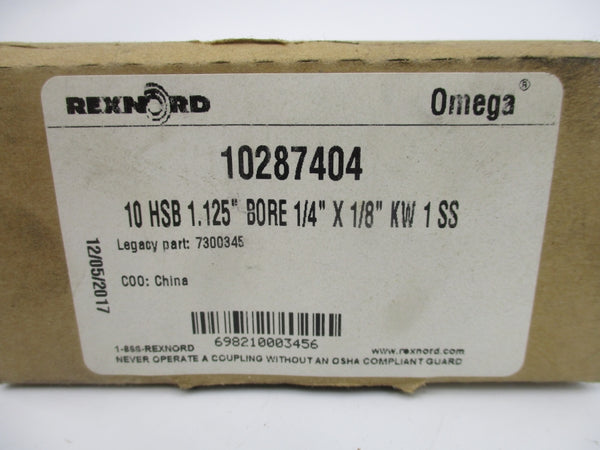 REXNORD Omega®
10287404
10 HSB 1.125" BORE 1/4" X 1/8" KW 1 SS
Legacy part: 7300345
COO: China
12/05/2017
698210003456
1-866-REXNORD www.rexnord.com
NEVER OPERATE A COUPLING WITHOUT AN OSHA COMPLIANT GUARD